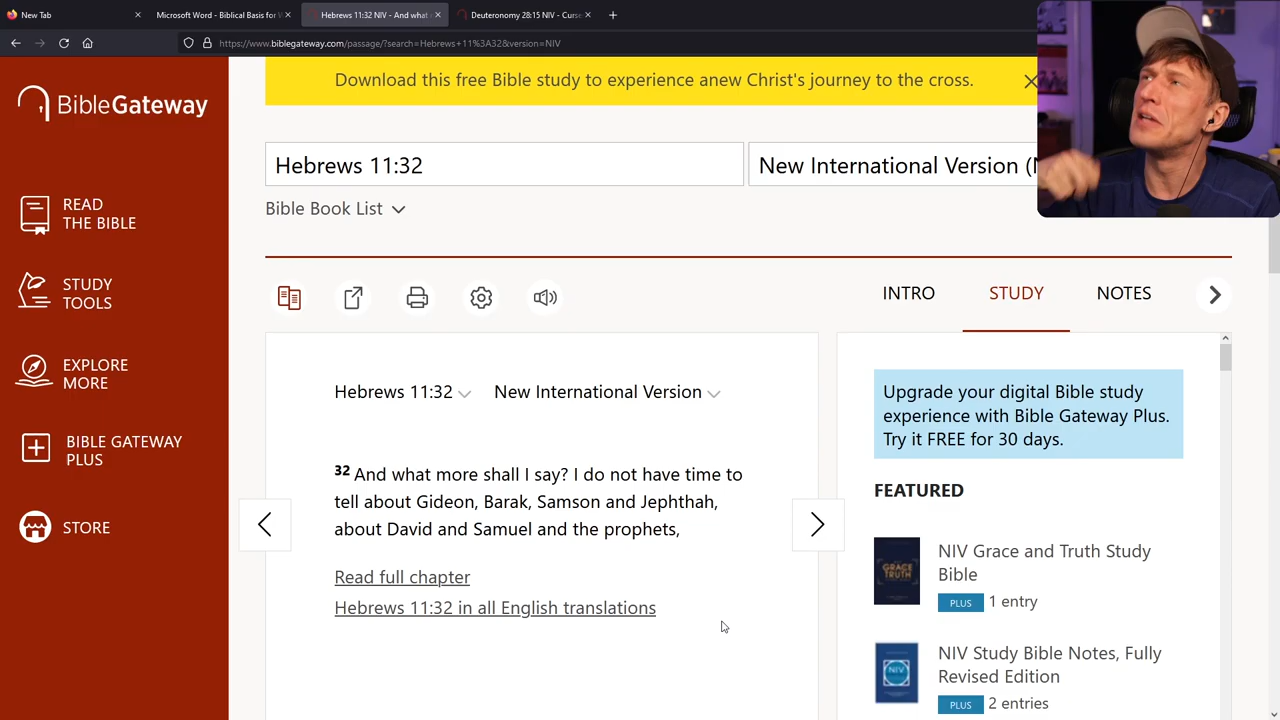 New Tab
Microsoft Word - Biblical Basis for W
Hebrews 11:32 NIV - And what
Deuteronomy 28:15 NIV - Curse
https://www.biblegateway.com/passage/?search=Hebrews+11%3A32&version=NIV
Download this free Bible study to experience anew Christ's journey to the cross.
BibleGateway
Hebrews 11:32
New International Version (
Bible Book List
READ
THE BIBLE
STUDY
TOOLS
EXPLORE
MORE
BIBLE GATEWAY
PLUS
STORE
INTRO
STUDY
NOTES
Hebrews 11:32
New International Version
32 And what more shall I say? I do not have time to
tell about Gideon, Barak, Samson and Jephthah,
about David and Samuel and the prophets,
Read full chapter
Hebrews 11:32 in all English translations
Upgrade your digital Bible study
experience with Bible Gateway Plus.
Try it FREE for 30 days.
FEATURED
GRACE
TRUTH
NIV Grace and Truth Study
Bible
PLUS 1 entry
NIV
NIV Study Bible Notes, Fully
Revised Edition
PLUS 2 entries